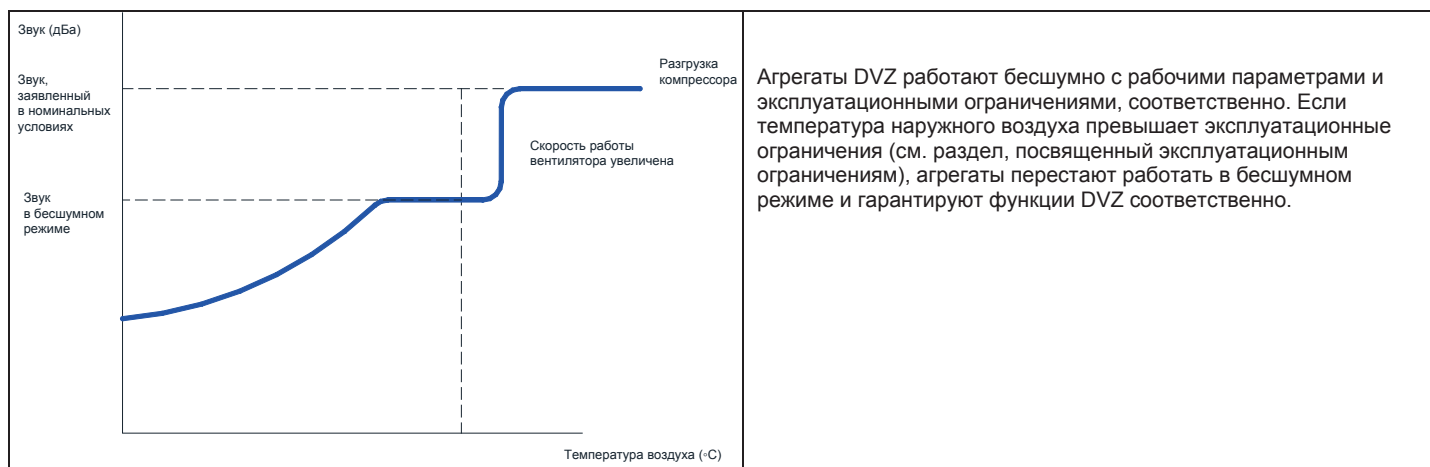 Звук (дБа)
Звук,
заявленный
в номинальных
условиях
Разгрузка
компрессора
Скорость работы
вентилятора увеличена
Звук
в бесшумном
режиме
Температура воздуха (◦C)
Агрегаты DVZ работают бесшумно с рабочими параметрами и
эксплуатационными ограничениями, соответственно. Если
температура наружного воздуха превышает эксплуатационные
ограничения (см. раздел, посвященный эксплуатационным
ограничениям), агрегаты перестают работать в бесшумном
режиме и гарантируют функции DVZ соответственно.